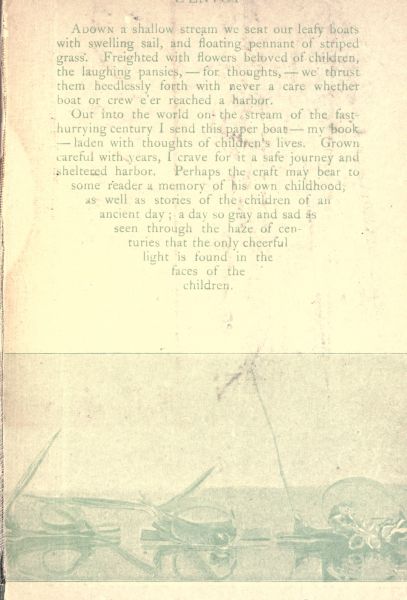 L'ENVOY
ADOWN a shallow stream we sent our leafy boats
with swelling sail, and floating pennant of striped
grass. Freighted with flowers beloved of children,
the laughing pansies, — for thoughts, — we thrust
them heedlessly forth with never a care whether
boat or crew e'er reached a harbor.
Out into the world on the stream of the fast-
hurrying century I send this paper boat — my book
— laden with thoughts of children's lives. Grown
careful with years, I crave for it a safe journey and
sheltered harbor. Perhaps the craft may bear to
some reader a memory of his own childhood,
as well as stories of the children of an
ancient day; a day so gray and sad as
seen through the haze of cen-
turies that the only cheerful
light is found in the
faces of the
children.